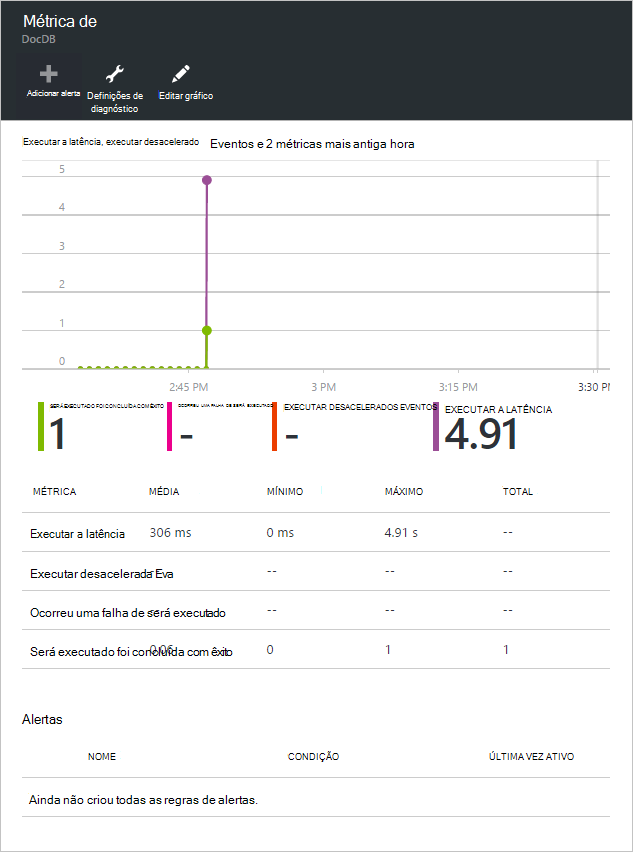 Métrica de
DocDB
Adicionar alerta
Definições de
diagnóstico
Editar gráfico
Executar a latência, executar desacelerado Eventos e 2 métricas mais antiga hora
5
4
3
2
1
0
2:45 PM 3 PM 3:15 PM 3:30 PM
SERÁ EXECUTADO FOI CONCLUÍDA COM ÊXITO OCORREU UMA FALHA DE SERÁ EXECUTADO EXECUTAR DESACELERADOS EVENTOS EXECUTAR A LATÊNCIA
1 - - 4.91
MÉTRICA MÉDIA MÍNIMO MÁXIMO TOTAL
Executar a latência 306 ms 0 ms 4.91 s --
Executar desacelerada Eva -- -- -- --
Ocorreu uma falha de será executado -- -- -- --
Será executado foi concluída com êxito 0.06 0 1 1
Alertas
NOME CONDIÇÃO ÚLTIMA VEZ ATIVO
Ainda não criou todas as regras de alertas.